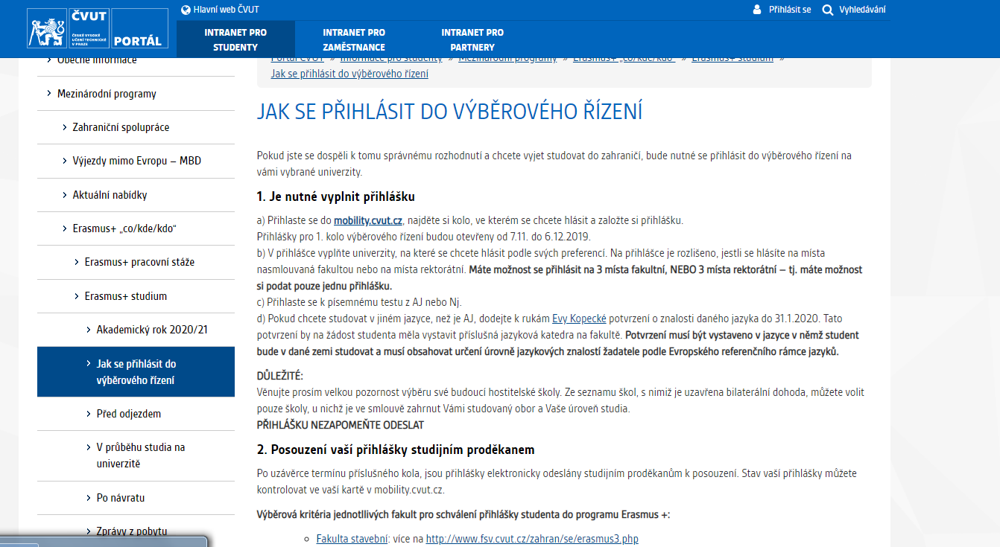 ČVUT
ČESKÉ VYSOKÉ
UČENÍ TECHNICKÉ
V PRAZE
PORTÁL
Hlavní web ČVUT
Přihlásit se
Vyhledávání
INTRANET PRO
STUDENTY
INTRANET PRO
ZAMĚSTNANCE
INTRANET PRO
PARTNERY
Obecné informace
Mezinárodní programy
Zahraniční spolupráce
Výjezdy mimo Evropu – MBD
Aktuální nabídky
Erasmus+ „co/kde/kdo“
Erasmus+ pracovní stáže
Erasmus+ studium
Akademický rok 2020/21
Jak se přihlásit do
výběrového řízení
Před odjezdem
V průběhu studia na
univerzitě
Po návratu
Zprávy z pobytu
Portál ČVUT » Informace pro studenty » Mezinárodní programy » Erasmus+ „co/kde/kdo“ » Erasmus+ studium »
Jak se přihlásit do výběrového řízení
JAK SE PŘIHLÁSIT DO VÝBĚROVÉHO ŘÍZENÍ
Pokud jste se dospěli k tomu správnému rozhodnutí a chcete vyjet studovat do zahraničí, bude nutné se přihlásit do výběrového řízení na
vámi vybrané univerzity.
1. Je nutné vyplnit přihlášku
a) Přihlaste se do mobility.cvut.cz, najděte si kolo, ve kterém se chcete hlásit a založte si přihlášku.
Přihlášky pro 1. kolo výběrového řízení budou otevřeny od 7.11. do 6.12.2019.
b) V přihlášce vyplňte univerzity, na které se chcete hlásit podle svých preferencí. Na přihlášce je rozlišeno, jestli se hlásíte na místa
nasmlouvaná fakultou nebo na místa rektorátní. Máte možnost se přihlásit na 3 místa fakultní, NEBO 3 místa rektorátní – tj. máte možnost
si podat pouze jednu přihlášku.
c) Přihlaste se k písemnému testu z AJ nebo Nj.
d) Pokud chcete studovat v jiném jazyce, než je AJ, dodejte k rukám Evy Kopecké potvrzení o znalosti daného jazyka do 31.1.2020. Tato
potvrzení by na žádost studenta měla vystavit příslušná jazyková katedra na fakultě. Potvrzení musí být vystaveno v jazyce v němž student
bude v dané zemi studovat a musí obsahovat určení úrovně jazykových znalostí žadatele podle Evropského referenčního rámce jazyků.
DŮLEŽITÉ:
Věnujte prosím velkou pozornost výběru své budoucí hostitelské školy. Ze seznamu škol, s nimiž je uzavřena bilaterální dohoda, můžete volit
pouze školy, u nichž je ve smlouvě zahrnut Vámi studovaný obor a Vaše úroveň studia.
PŘIHLÁŠKU NEZAPOMEŇTE ODESLAT
2. Posouzení vaší přihlášky studijním proděkanem
Po uzávěrce termínu příslušného kola, jsou přihlášky elektronicky odeslány studijním proděkanům k posouzení. Stav vaší přihlášky můžete
kontrolovat ve vaší kartě v mobility.cvut.cz.
Výběrová kritéria jednotllivých fakult pro schválení přihlášky studenta do programu Erasmus +:
Fakulta stavební: více na http://www.fsv.cvut.cz/zahran/se/erasmus3.php